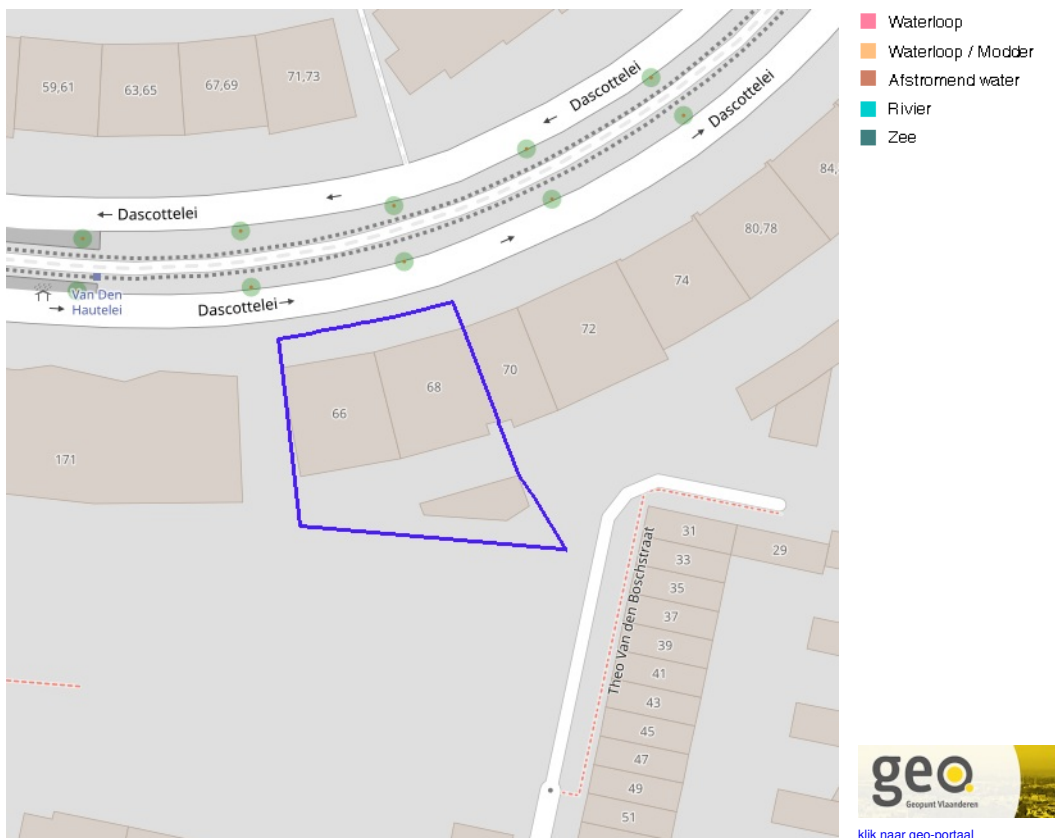 59,61
63,65
67,69
71,73
Dascottelei
Dascottelei
← Dascottelei
84,
80,78
74
72
70
68
66
171
Van Den
Hautelei
Dascottelei
Theo Van den Boschstraat
31
29
33
35
37
39
41
43
45
47
49
51
Waterloop
Waterloop / Modder
Afstromend water
Rivier
Zee
geo
Geopunt Vlaanderen
klik naar geo-portaal